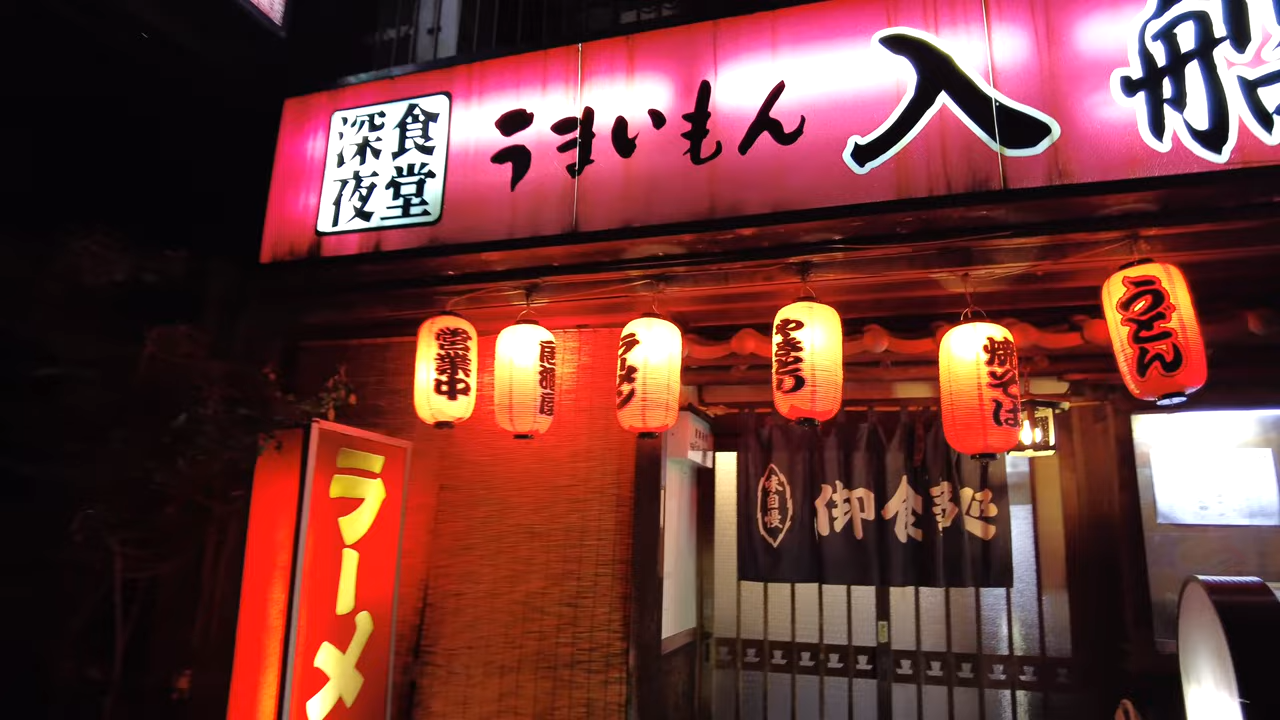 深夜
食堂
うまいもん
入船
営業中
居酒屋
ラーメン
やきとり
焼そば
うどん
味自慢
御食事処
ラーメ